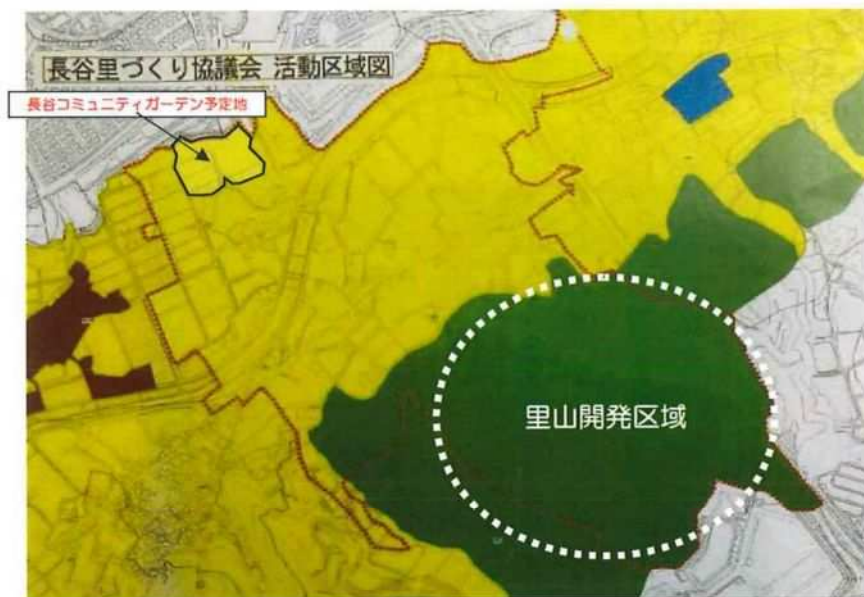 長谷里づくり協議会 活動区域図
長谷コミュニティガーデン予定地
里山開発区域